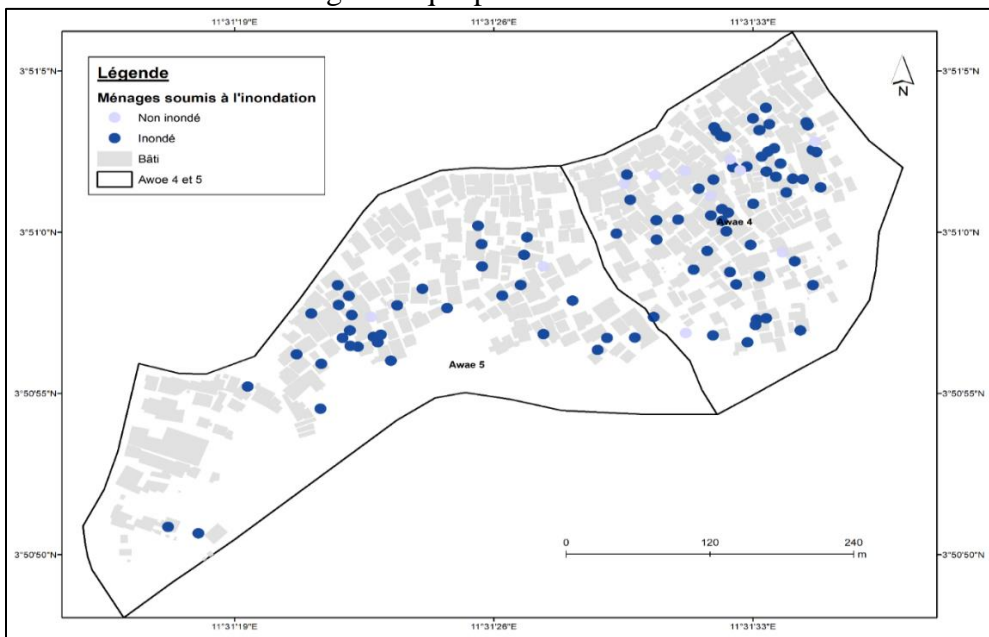 11°31'19"E 11°31'26"E 11°31'33"E
3°51'5"N 3°51'5"N
Légende
Ménages soumis à l'inondation
Non inondé
Inondé
Bâti
Awoe 4 et 5
N
3°51'0"N 3°51'0"N
Awae 4
Awae 5
3°50'55"N 3°50'55"N
0 120 240
m
3°50'50"N 3°50'50"N
11°31'19"E 11°31'26"E 11°31'33"E